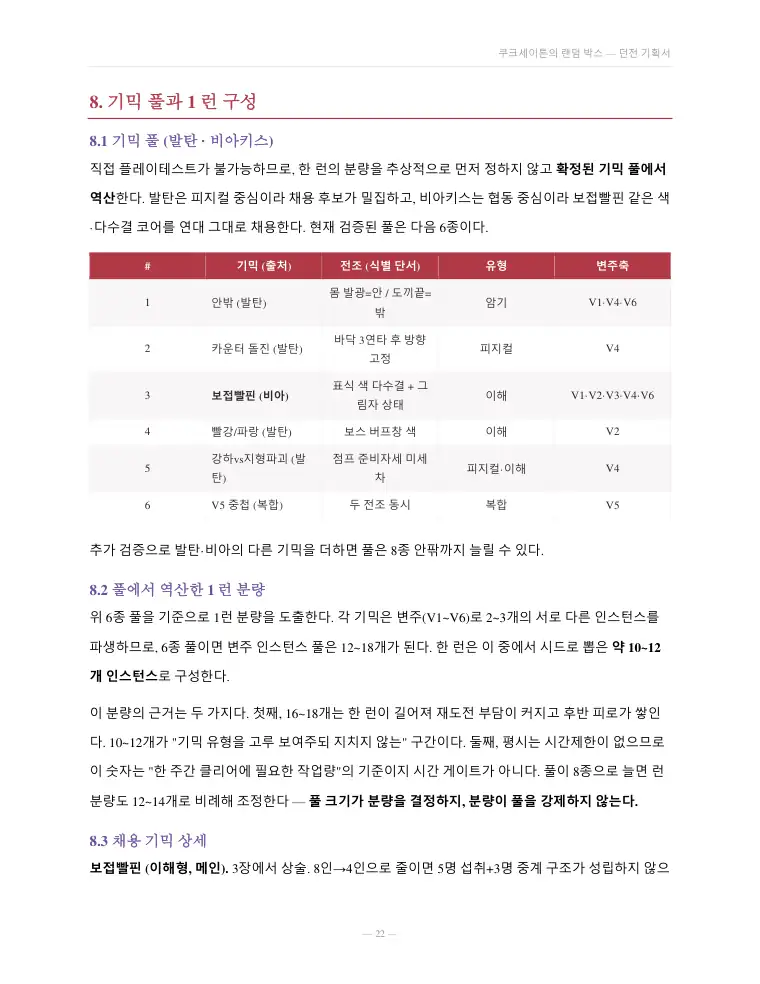 쿠크세이튼의 랜덤 박스 — 던전 기획서
8. 기믹 풀과 1 런 구성
8.1 기믹 풀 (발탄 · 비아키스)
직접 플레이테스트가 불가능하므로, 한 런의 분량을 추상적으로 먼저 정하지 않고 확정된 기믹 풀에서
역산한다. 발탄은 피지컬 중심이라 채용 후보가 밀집하고, 비아키스는 협동 중심이라 보접빨핀 같은 색
·다수결 코어를 연대 그대로 채용한다. 현재 검증된 풀은 다음 6종이다.
# 기믹 (출처) 전조 (식별 단서) 유형 변주축
1 안밖 (발탄) 몸 발광=안 / 도끼끝=
밖 암기 V1·V4·V6
2 카운터 돌진 (발탄) 바닥 3연타 후 방향
고정 피지컬 V4
3 보접빨핀 (비아) 표식 색 다수결 + 그
림자 상태 이해 V1·V2·V3·V4·V6
4 빨강/파랑 (발탄) 보스 버프창 색 이해 V2
5 강하vs지형파괴 (발
탄) 점프 준비자세 미세
차 피지컬·이해 V4
6 V5 중첩 (복합) 두 전조 동시 복합 V5
추가 검증으로 발탄·비아의 다른 기믹을 더하면 풀은 8종 안팎까지 늘릴 수 있다.
8.2 풀에서 역산한 1 런 분량
위 6종 풀을 기준으로 1런 분량을 도출한다. 각 기믹은 변주(V1~V6)로 2~3개의 서로 다른 인스턴스를
파생하므로, 6종 풀이면 변주 인스턴스 풀은 12~18개가 된다. 한 런은 이 중에서 시드로 뽑은 약 10~12
개 인스턴스로 구성한다.
이 분량의 근거는 두 가지다. 첫째, 16~18개는 한 런이 길어져 재도전 부담이 커지고 후반 피로가 쌓인
다. 10~12개가 "기믹 유형을 고루 보여주되 지치지 않는" 구간이다. 둘째, 평시는 시간제한이 없으므로
이 숫자는 "한 주간 클리어에 필요한 작업량"의 기준이지 시간 게이트가 아니다. 풀이 8종으로 늘면 런
분량도 12~14개로 비례해 조정한다 — 풀 크기가 분량을 결정하지, 분량이 풀을 강제하지 않는다.
8.3 채용 기믹 상세
보접빨핀 (이해형, 메인). 3장에서 상술. 8인→4인으로 줄이면 5명 섭취+3명 중계 구조가 성립하지 않으
— 22 —